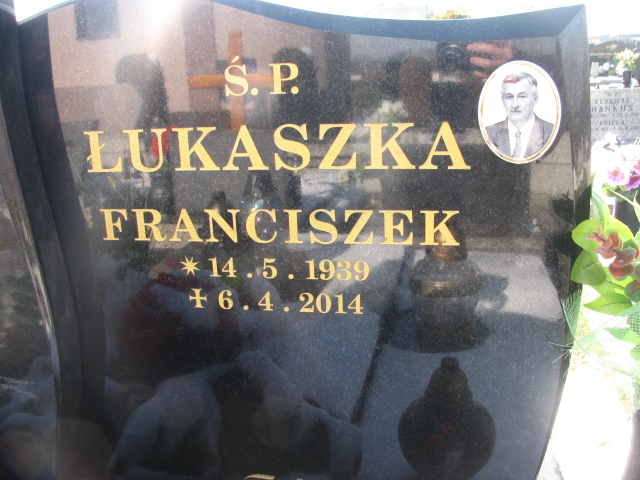 Ś. P.
ŁUKASZKA
FRANCISZEK
✶ 14 . 5 . 1939
✝ 6 . 4 . 2014